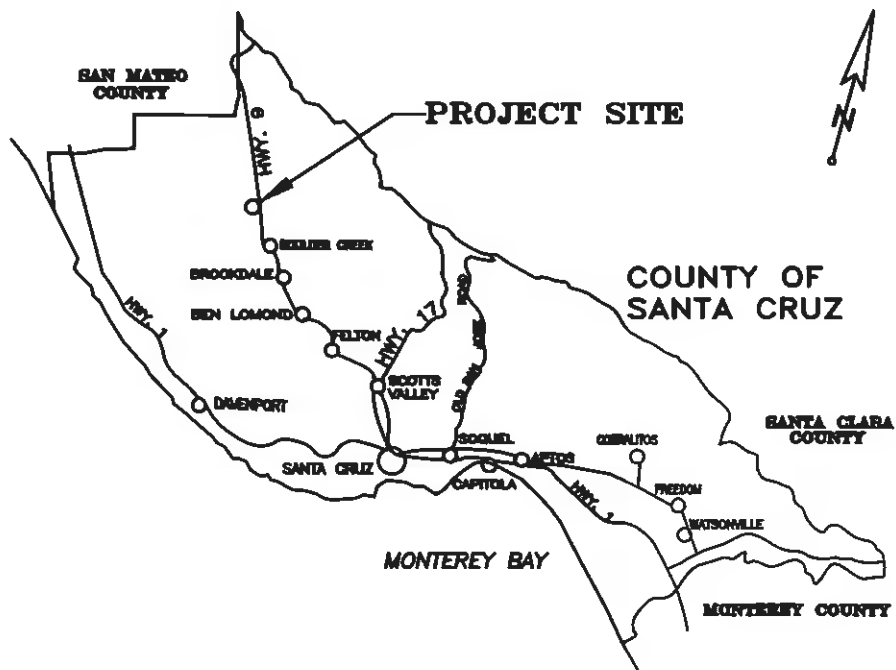 SAN MATEO
COUNTY
HWY. 9
PROJECT SITE
N
BOULDER CREEK
BROOKDALE
BEN LOMOND
FELTON
HWY. 17
OLD SAN JOSE ROAD
COUNTY OF
SANTA CRUZ
HWY. 1
DAVENPORT
SCOTTS
VALLEY
SANTA CLARA
COUNTY
SANTA CRUZ
SOQUEL
CAPITOLA
APTOS
CORRALITOS
FREEDOM
WATSONVILLE
HWY. 1
MONTEREY BAY
MONTEREY COUNTY